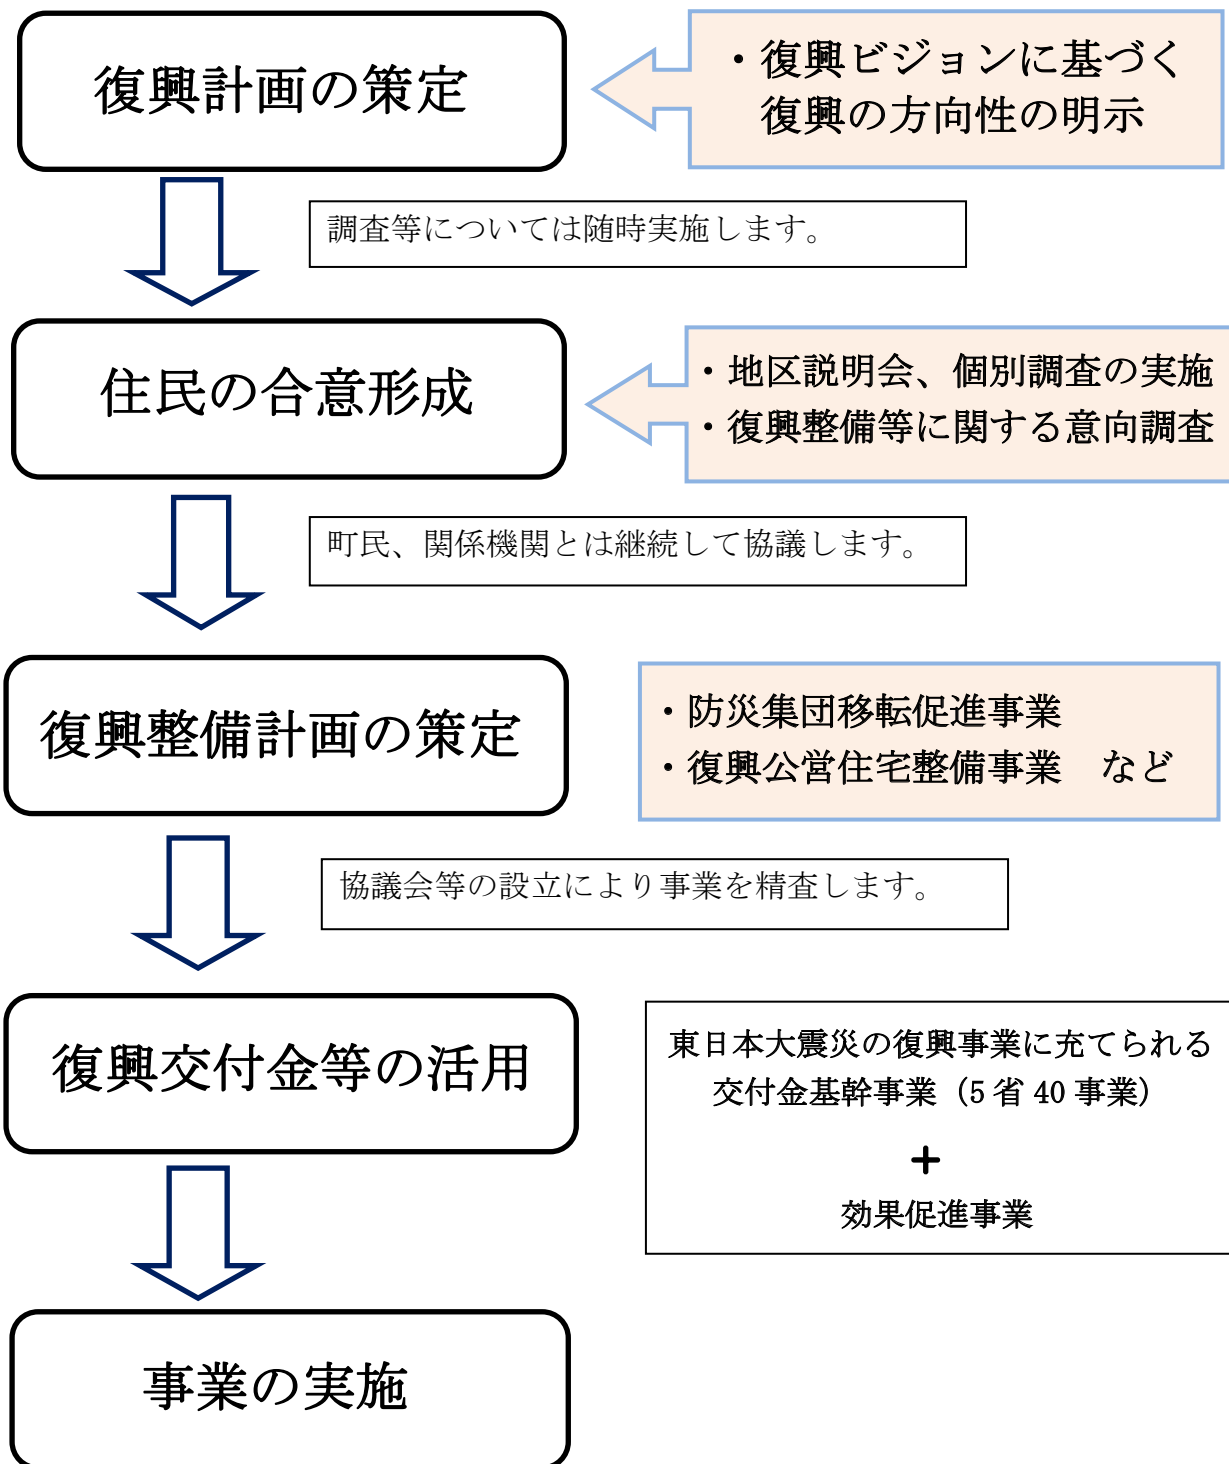 復興計画の策定
・復興ビジョンに基づく
復興の方向性の明示
調査等については随時実施します。
住民の合意形成
・地区説明会、個別調査の実施
・復興整備等に関する意向調査
町民、関係機関とは継続して協議します。
復興整備計画の策定
・防災集団移転促進事業
・復興公営住宅整備事業　など
協議会等の設立により事業を精査します。
復興交付金等の活用
東日本大震災の復興事業に充てられる
交付金基幹事業（5 省 40 事業）
＋
効果促進事業
事業の実施